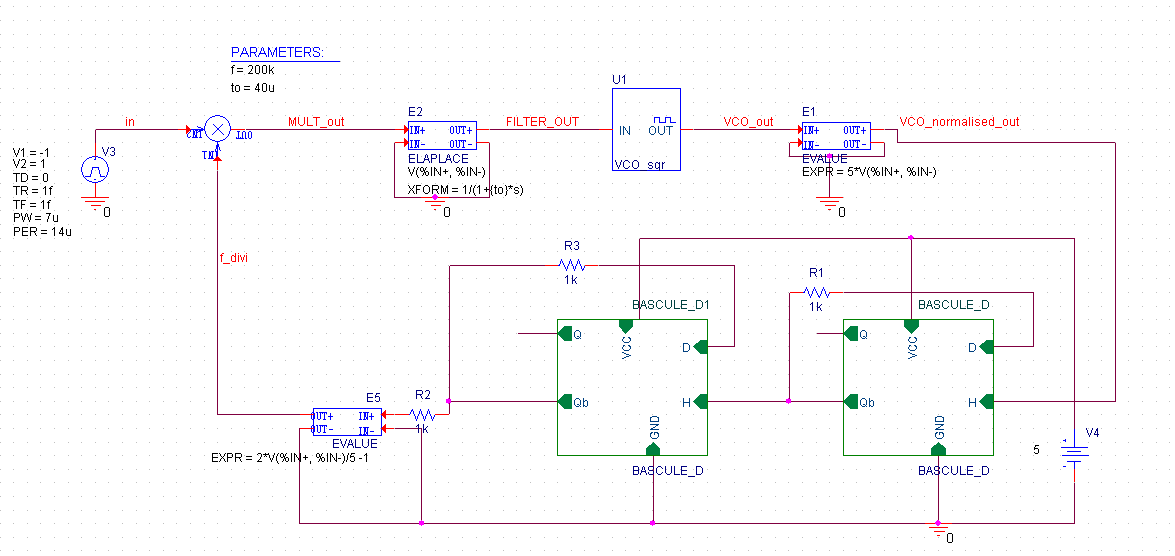 PARAMETERS:
f = 200k
to = 40u
in
MULT_out
E2
IN+ OUT+
IN- OUT-
ELAPLACE
V(%IN+, %IN-)
XFORM = 1/(1+{to}*s)
0
FILTER_OUT
U1
IN OUT
VCO_sqr
VCO_out
E1
IN+ OUT+
IN- OUT-
EVALUE
EXPR = 5*V(%IN+, %IN-)
0
VCO_normalised_out
IN2
OUT
IN1
V3
V1 = -1
V2 = 1
TD = 0
TR = 1f
TF = 1f
PW = 7u
PER = 14u
0
f_divi
R3
1k
BASCULE_D1
Q
VCC
D
Qb
H
GND
BASCULE_D
R1
1k
BASCULE_D
Q
VCC
D
Qb
H
GND
BASCULE_D
E5
OUT+ IN+
OUT- IN-
EVALUE
EXPR = 2*V(%IN+, %IN-)/5 -1
R2
1k
V4
5
0